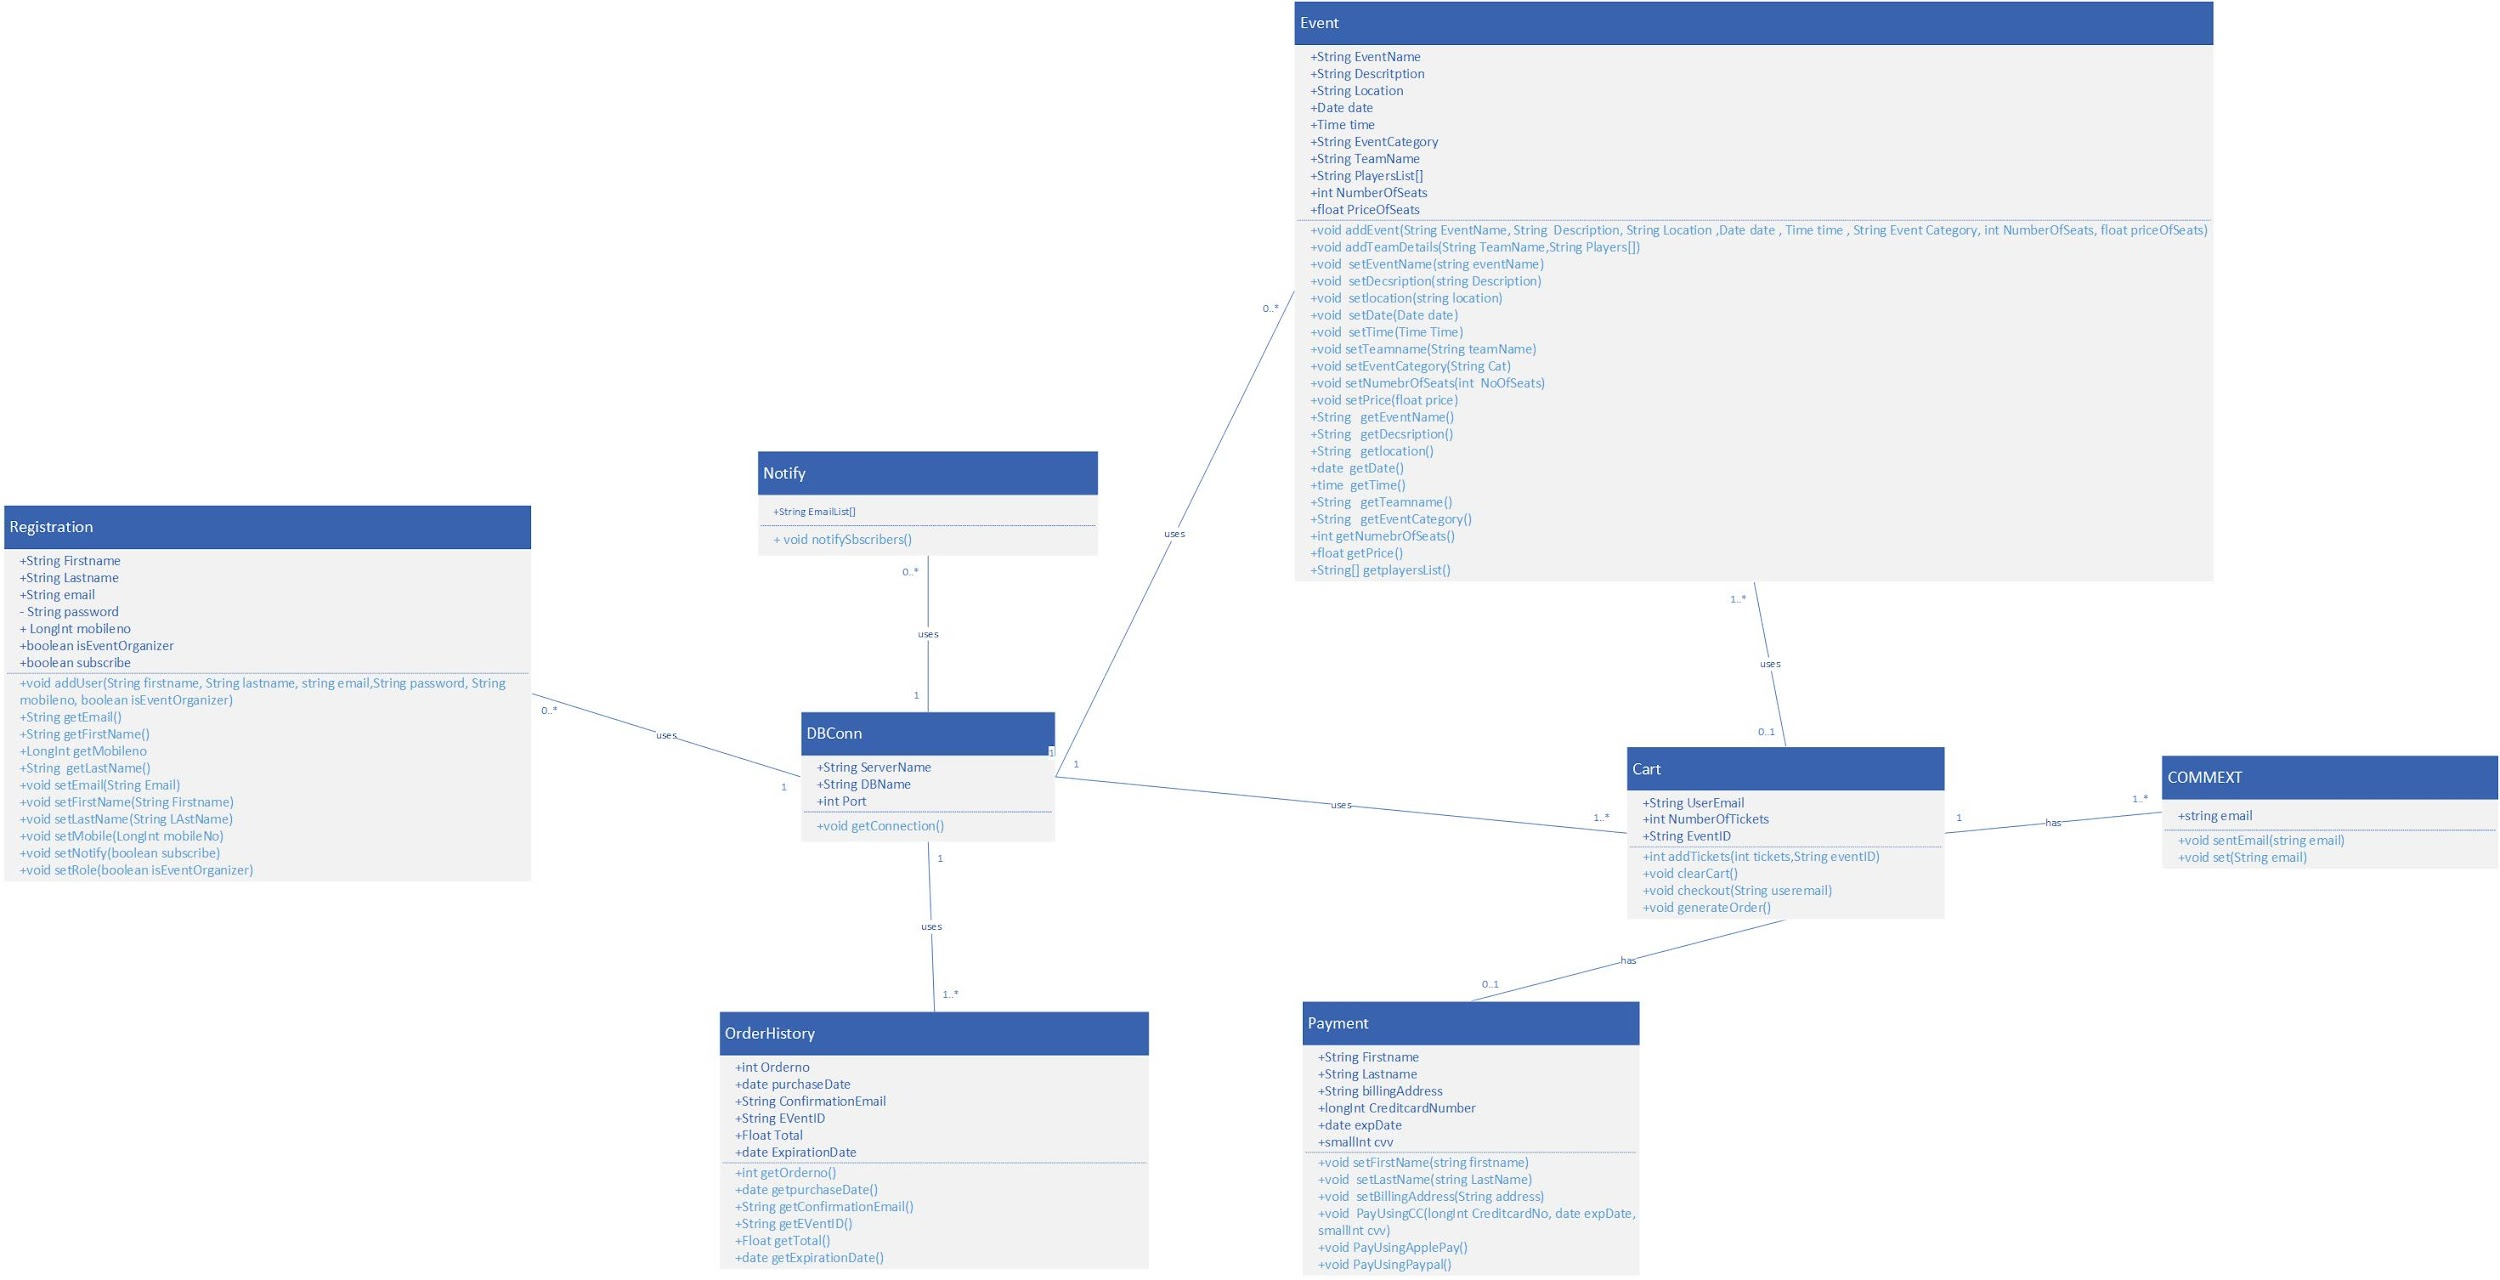 Event
+String EventName
+String Descritption
+String Location
+Date date
+Time time
+String EventCategory
+String TeamName
+String PlayersList[]
+int NumberOfSeats
+float PriceOfSeats
+void addEvent(String EventName, String  Description, String Location ,Date date , Time time , String Event Category, int NumberOfSeats, float priceOfSeats)
+void addTeamDetails(String TeamName,String Players[])
+void  setEventName(string eventName)
+void  setDecsription(string Description)
+void  setlocation(string location)
+void  setDate(Date date)
+void  setTime(Time Time)
+void setTeamname(String teamName)
+void setEventCategory(String Cat)
+void setNumebrOfSeats(int  NoOfSeats)
+void setPrice(float price)
+String   getEventName()
+String   getDecsription()
+String   getlocation()
+date  getDate()
+time  getTime()
+String   getTeamname()
+String   getEventCategory()
+int getNumebrOfSeats()
+float getPrice()
+String[] getplayersList()
0..*
uses
1
1
1..*
uses
0..1
Notify
+String EmailList[]
+ void notifySbscribers()
0..*
uses
1
Registration
+String Firstname
+String Lastname
+String email
- String password
+ LongInt mobileno
+boolean isEventOrganizer
+boolean subscribe
+void addUser(String firstname, String lastname, string email,String password, String
mobileno, boolean isEventOrganizer)
+String getEmail()
+String getFirstName()
+LongInt getMobileno
+String  getLastName()
+void setEmail(String Email)
+void setFirstName(String Firstname)
+void setLastName(String LAstName)
+void setMobile(LongInt mobileNo)
+void setNotify(boolean subscribe)
+void setRole(boolean isEventOrganizer)
0..*
uses
1
DBConn
+String ServerName
+String DBName
+int Port
+void getConnection()
uses
1..*
Cart
+String UserEmail
+int NumberOfTickets
+String EventID
+int addTickets(int tickets,String eventID)
+void clearCart()
+void checkout(String useremail)
+void generateOrder()
1
has
1..*
COMMEXT
+string email
+void sentEmail(string email)
+void set(String email)
1
uses
1..*
OrderHistory
+int Orderno
+date purchaseDate
+String ConfirmationEmail
+String EVentID
+Float Total
+date ExpirationDate
+int getOrderno()
+date getpurchaseDate()
+String getConfirmationEmail()
+String getEVentID()
+Float getTotal()
+date getExpirationDate()
has
0..1
Payment
+String Firstname
+String Lastname
+String billingAddress
+longInt CreditcardNumber
+date expDate
+smallInt cvv
+void setFirstName(string firstname)
+void  setLastName(string LastName)
+void  setBillingAddress(String address)
+void  PayUsingCC(longInt CreditcardNo, date expDate,
smallInt cvv)
+void PayUsingApplePay()
+void PayUsingPaypal()